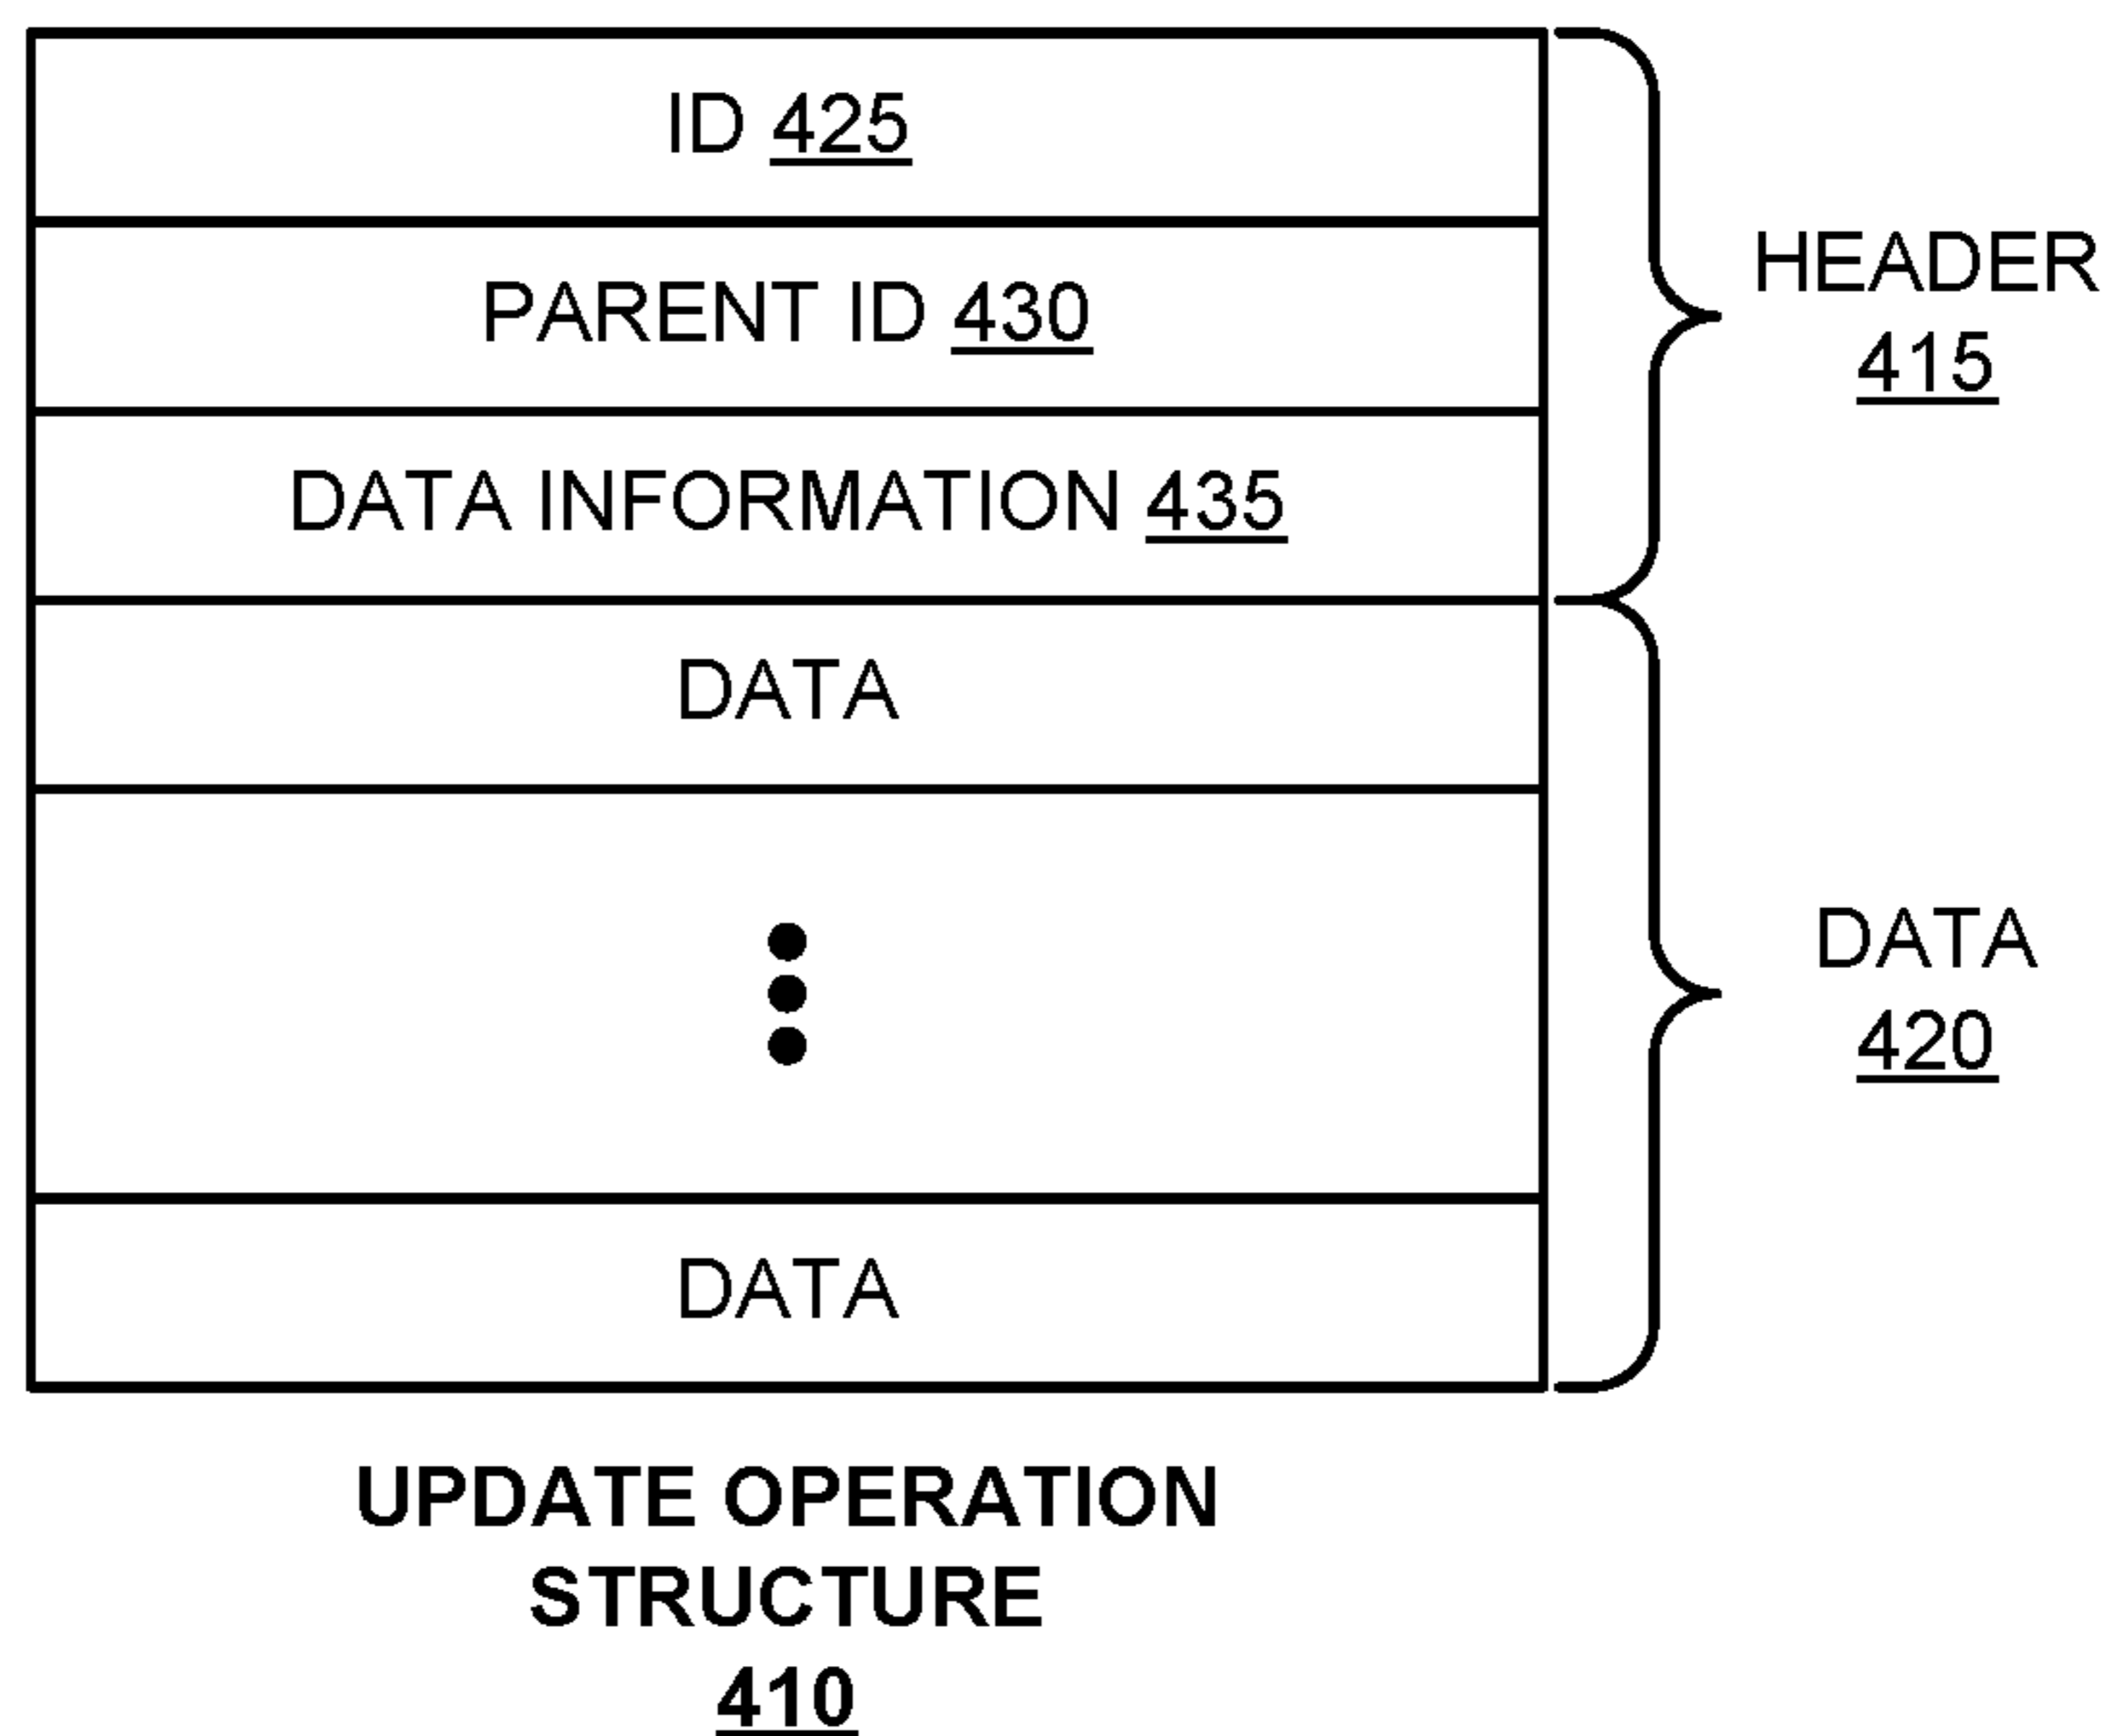 ID 425
PARENT ID 430
DATA INFORMATION 435
HEADER
415
DATA
DATA
DATA
420
UPDATE OPERATION
STRUCTURE
410